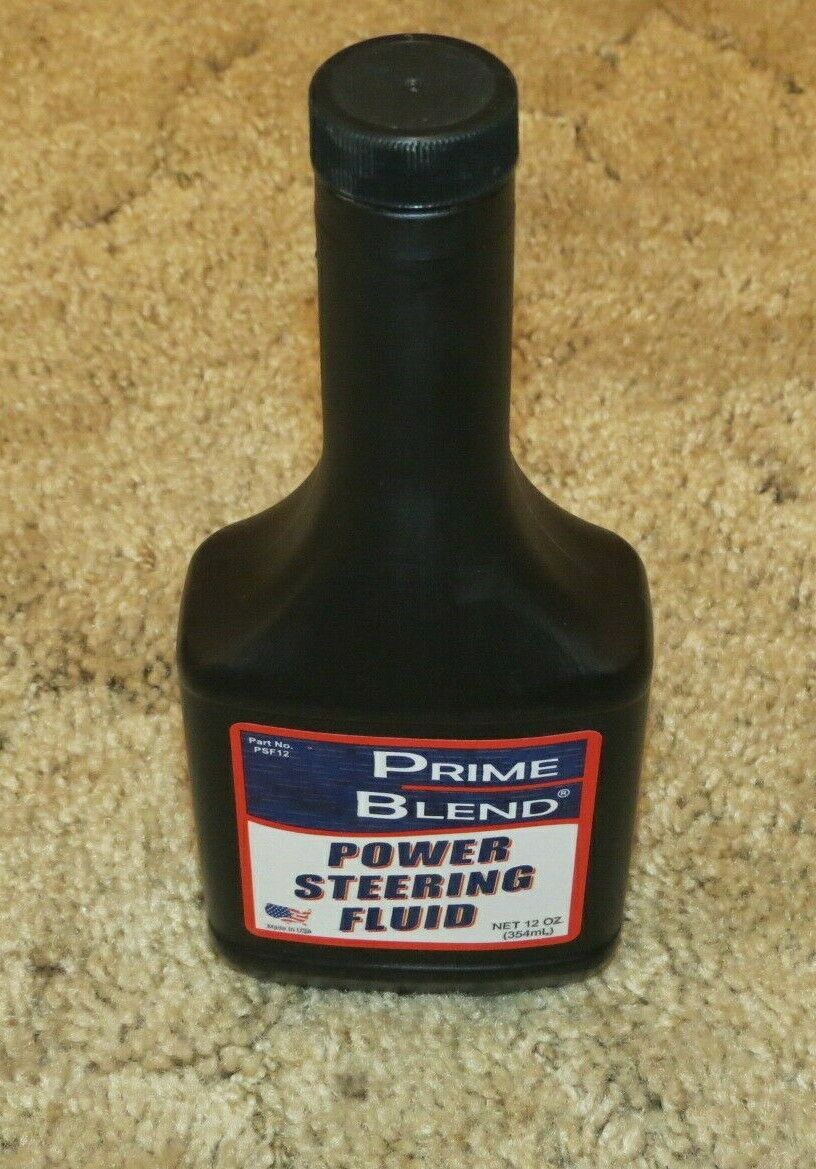 Part No.
PSF12
PRIME
BLEND®
POWER
STEERING
FLUID
Made in USA
NET 12 OZ.
(354mL)